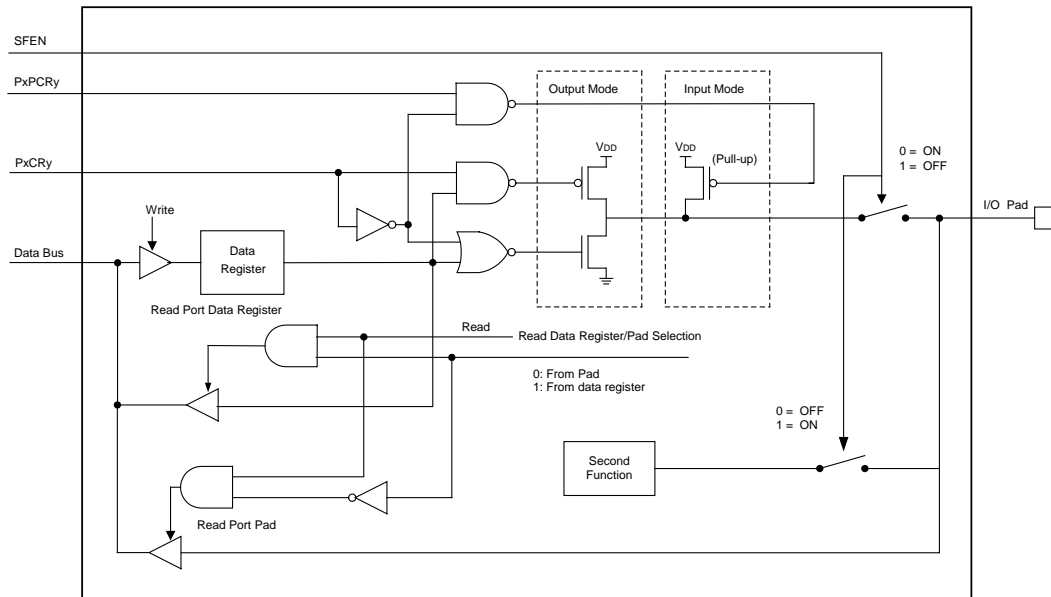 SFEN
PxPCRy
Output Mode
Input Mode
VDD
VDD
(Pull-up)
0 = ON
1 = OFF
PxCRy
I/O Pad
Write
Data Bus
Data
Register
Read Port Data Register
Read
Read Data Register/Pad Selection
0: From Pad
1: From data register
0 = OFF
1 = ON
Second
Function
Read Port Pad